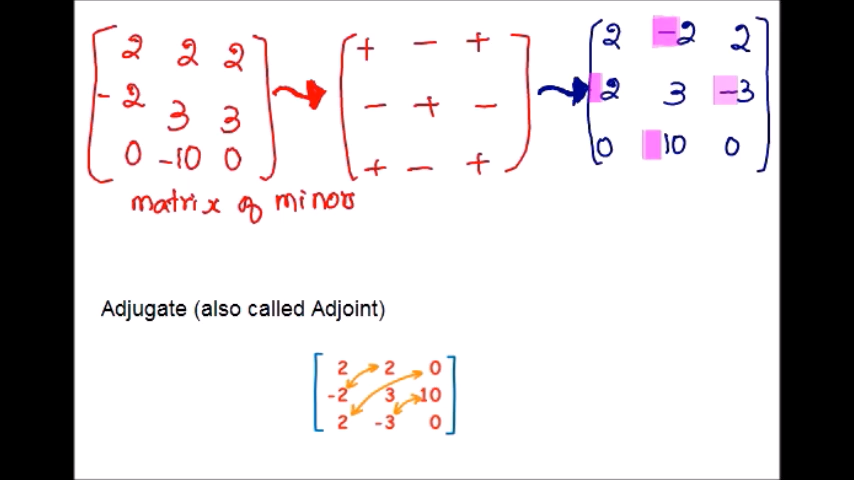 2 2 2 + - + 2 -2 2
-2 3 3 - + - 2 3 -3
0 -10 0 + - + 0 10 0
matrix of minors
Adjugate (also called Adjoint)
2 2 0
-2 3 10
2 -3 0